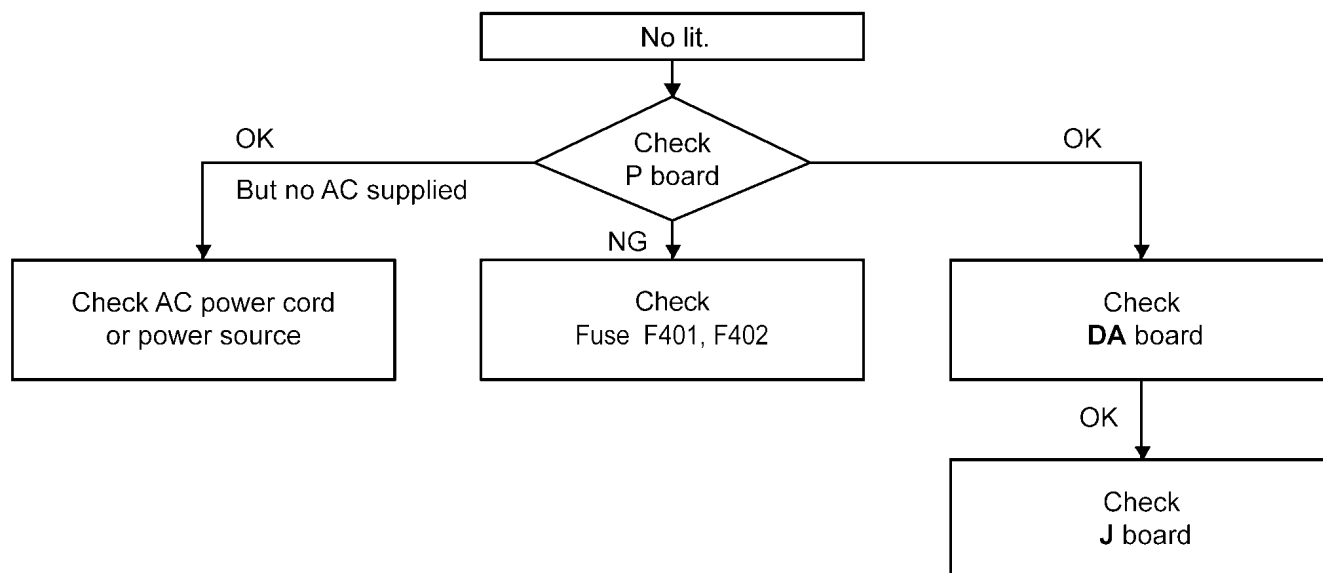 No lit.
Check
P board
OK
But no AC supplied
OK
NG
Check AC power cord
or power source
Check
Fuse F401, F402
Check
DA board
OK
Check
J board